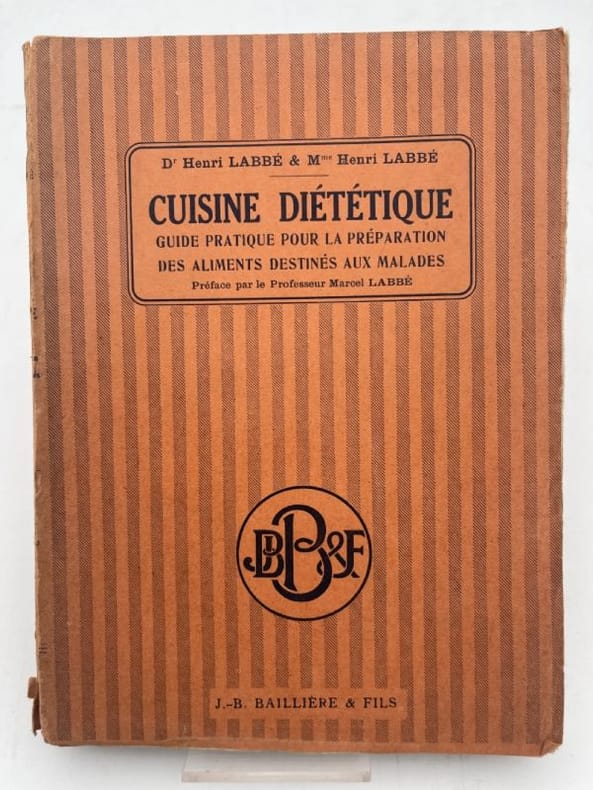 Dr Henri LABBÉ & Mme Henri LABBÉ
CUISINE DIÉTÉTIQUE
GUIDE PRATIQUE POUR LA PRÉPARATION
DES ALIMENTS DESTINÉS AUX MALADES
Préface par le Professeur Marcel LABBÉ
JBB&F.
J.-B. BAILLIÈRE & FILS